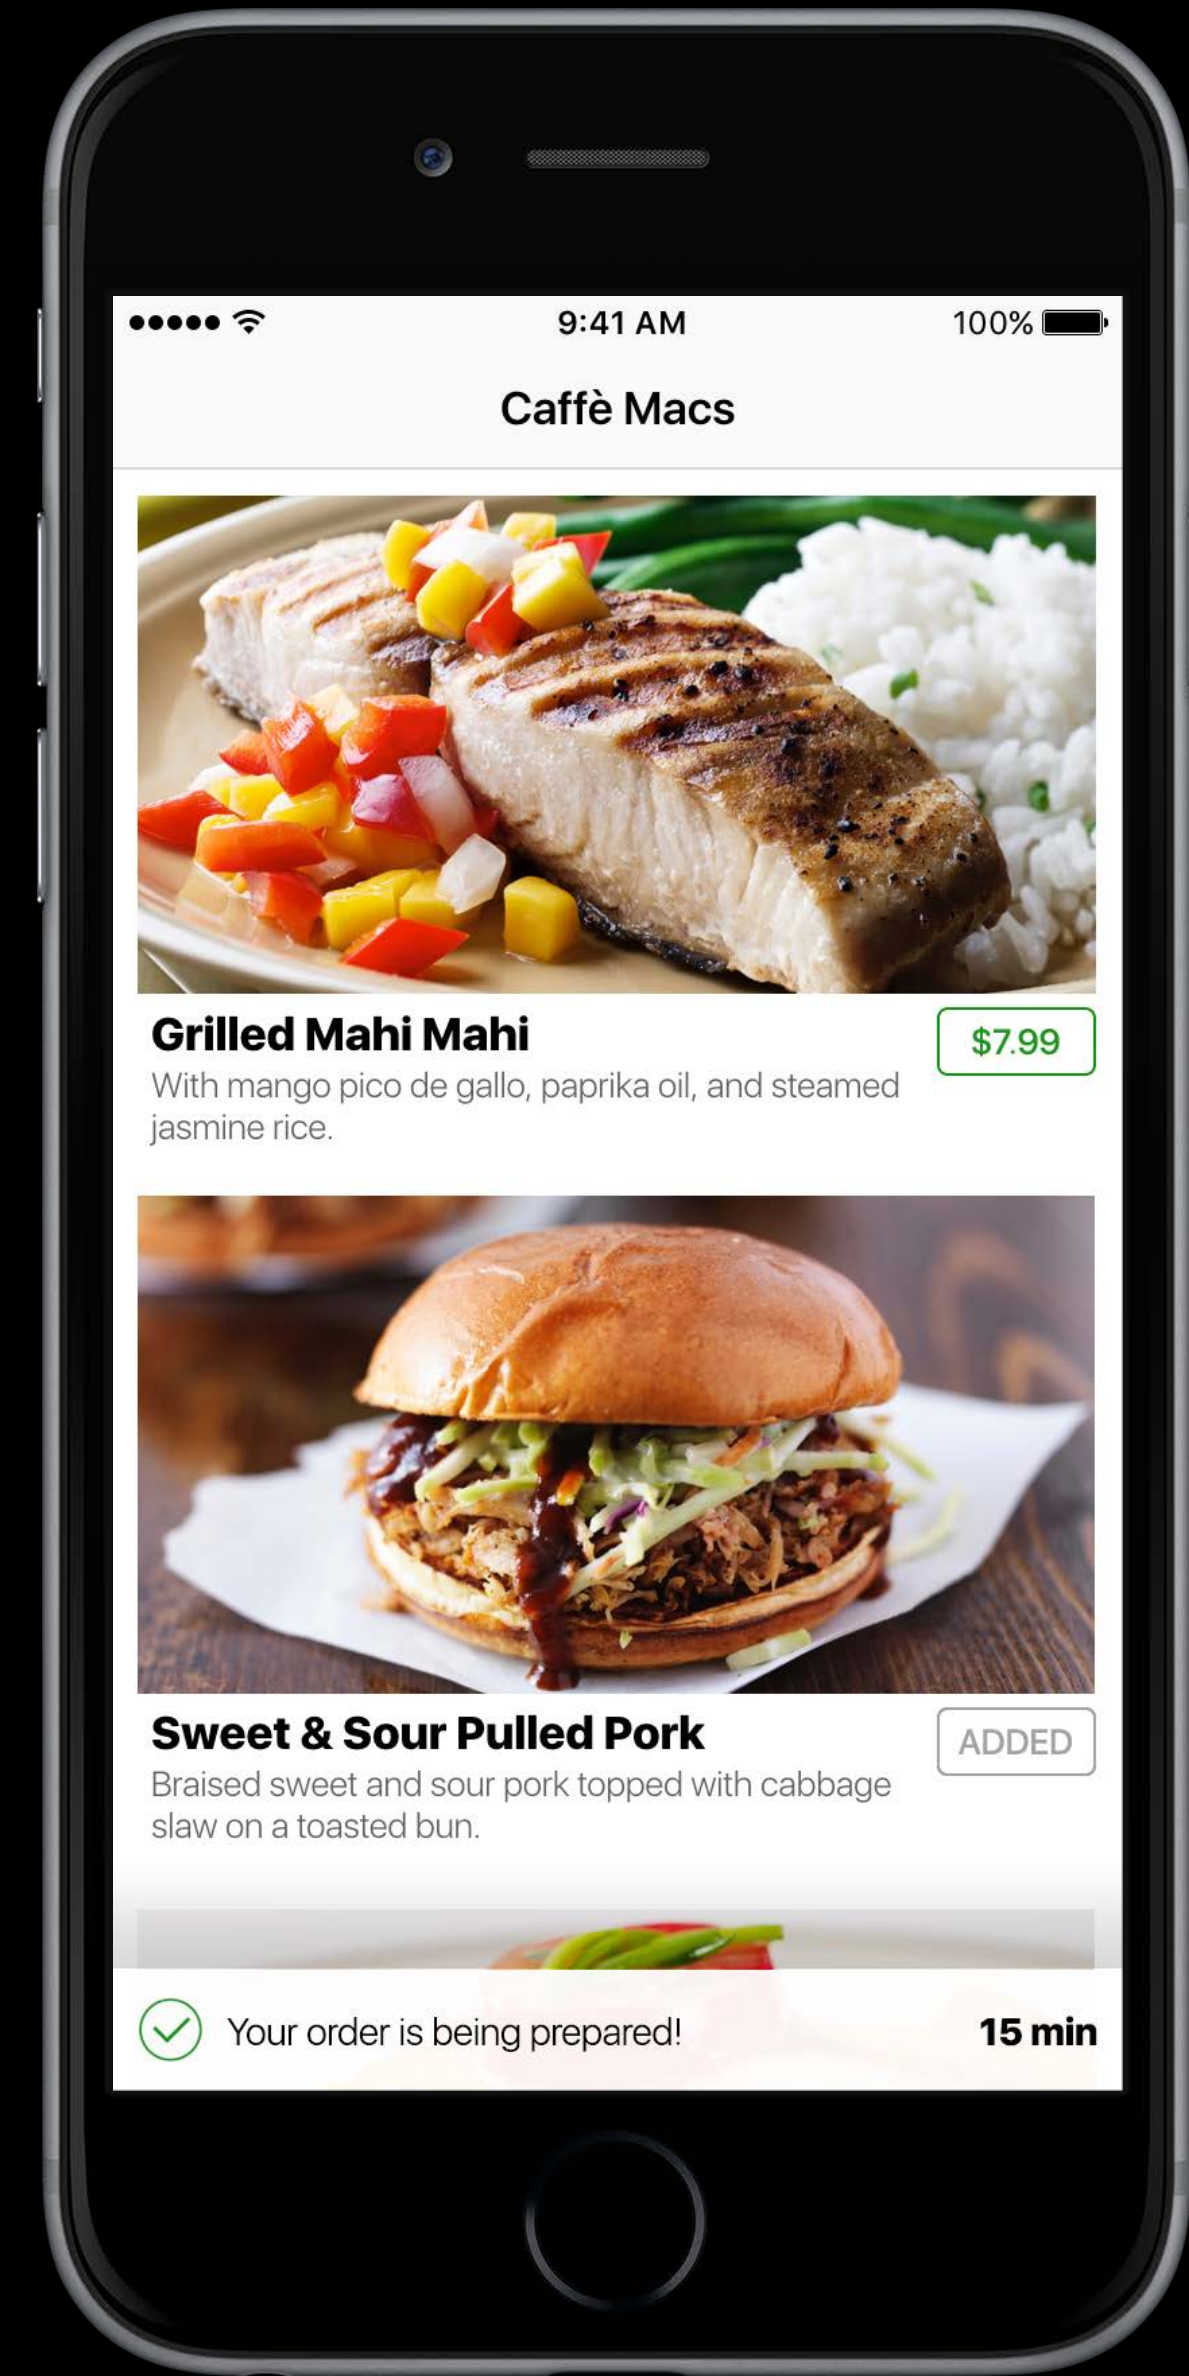 9:41 AM
100%
Caffè Macs
Grilled Mahi Mahi
$7.99
With mango pico de gallo, paprika oil, and steamed
jasmine rice.
Sweet & Sour Pulled Pork
ADDED
Braised sweet and sour pork topped with cabbage
slaw on a toasted bun.
Your order is being prepared!
15 min